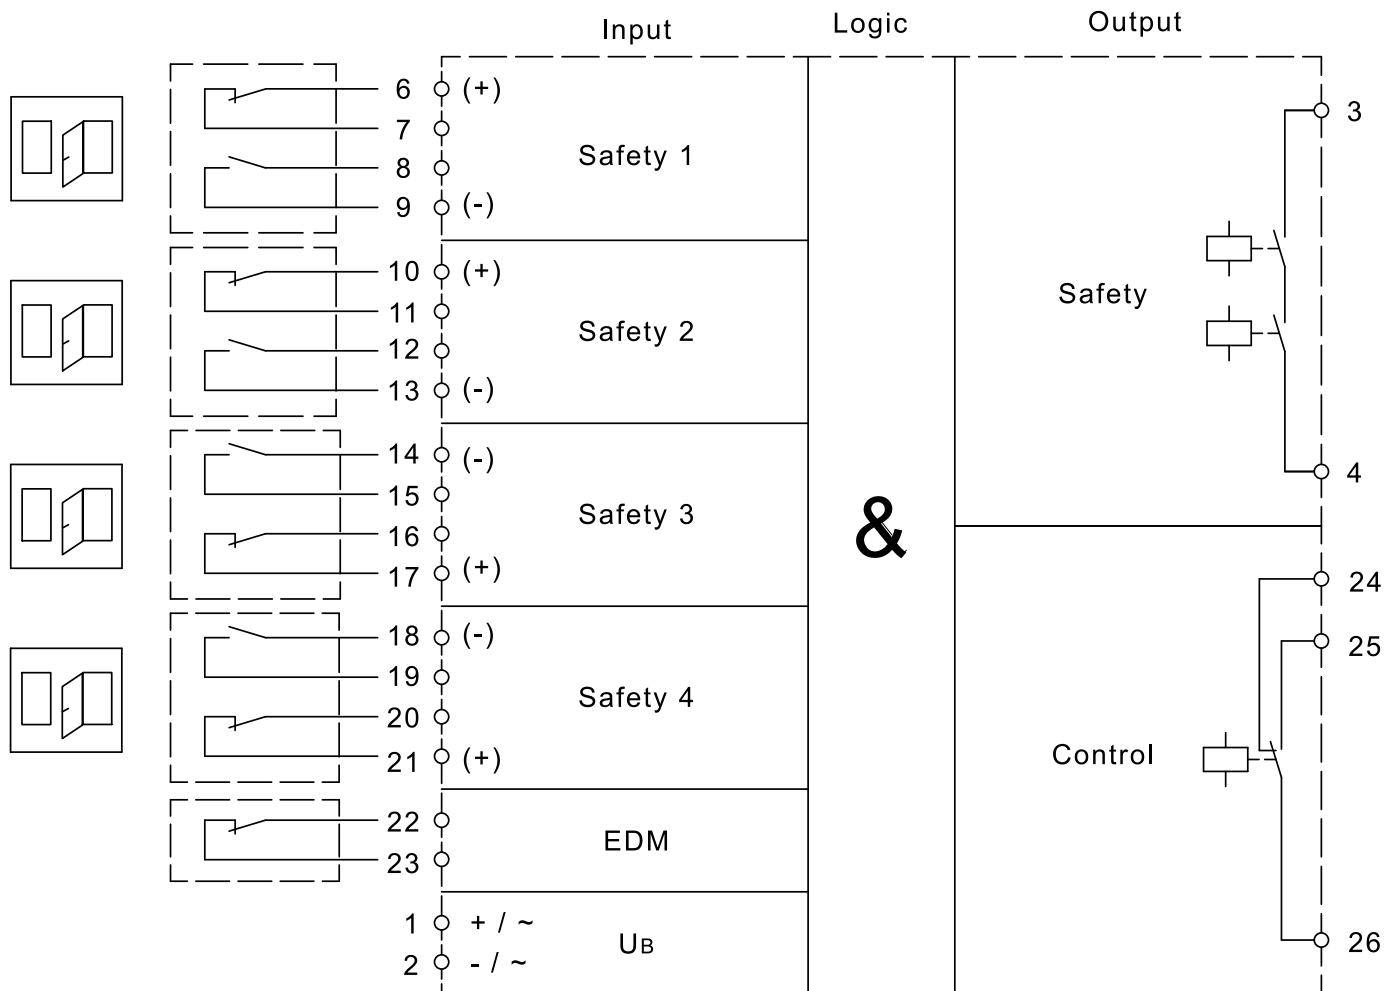 Input
Logic
Output
6 (+)
7
Safety 1
8
9 (-)
10 (+)
11
Safety 2
12
13 (-)
14 (-)
15
Safety 3
16
17 (+)
18 (-)
19
Safety 4
20
21 (+)
22
EDM
23
1 + / ~
UB
2 - / ~
&
3
Safety
4
24
25
Control
26